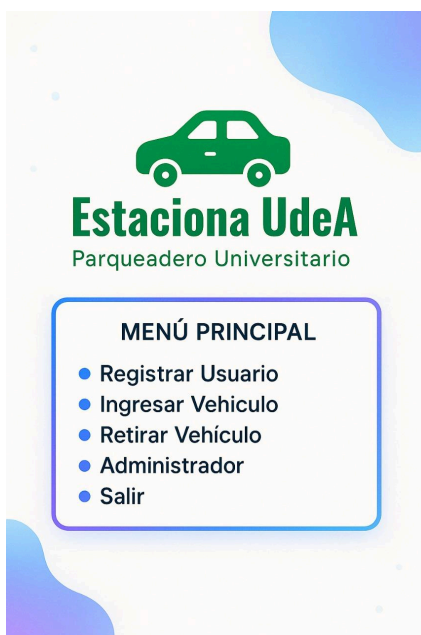 Estaciona UdeA
Parqueadero Universitario
MENÚ PRINCIPAL
Registrar Usuario
Ingresar Vehiculo
Retirar Vehículo
Administrador
Salir